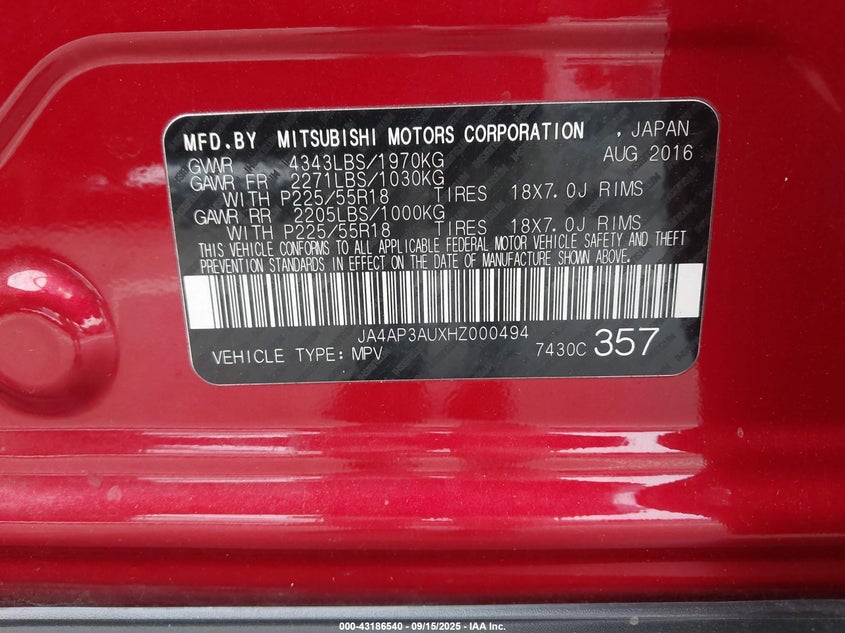 MFD.BY MITSUBISHI MOTORS CORPORATION , JAPAN
GVWR 4343LBS/1970KG AUG 2016
GAWR FR 2271LBS/1030KG
WITH P225/55R18 TIRES 18X7.0J RIMS
GAWR RR 2205LBS/1000KG
WITH P225/55R18 TIRES 18X7.0J RIMS
THIS VEHICLE CONFORMS TO ALL APPLICABLE FEDERAL MOTOR VEHICLE SAFETY AND THEFT
PREVENTION STANDARDS IN EFFECT ON THE DATE OF MANUFACTURE SHOWN ABOVE.
JA4AP3AUXHZ000494
VEHICLE TYPE: MPV 7430C 357
000-43186540 - 09/15/2025 - IAA Inc.